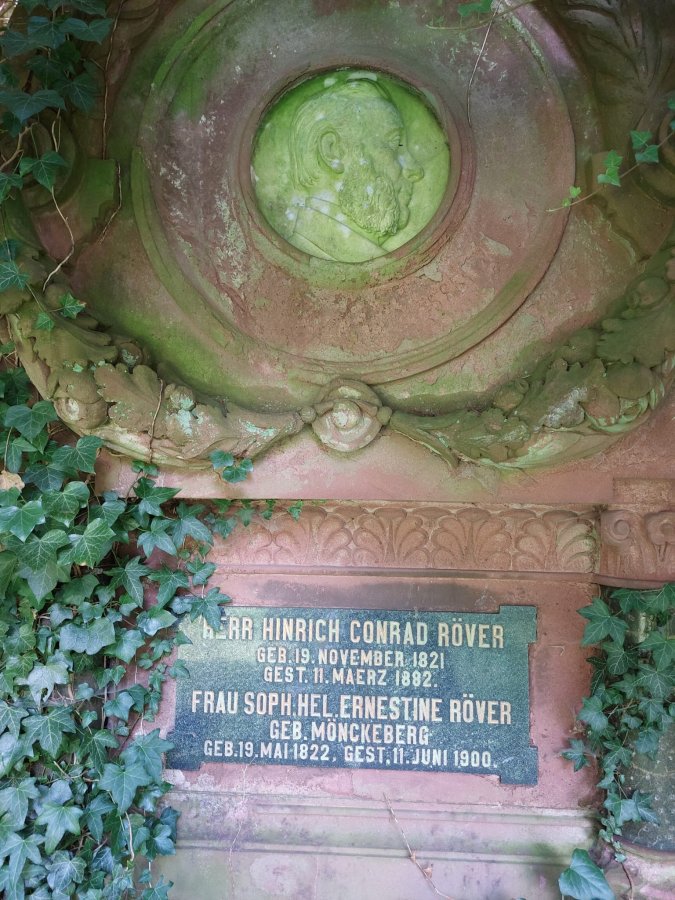 HERR HINRICH CONRAD RÖVER
GEB.19.NOVEMBER 1821
GEST.11.MAERZ 1892.
FRAU SOPH.HEL.ERNESTINE RÖVER
GEB.MÖNCKEBERG
GEB.19.MAI 1822, GEST.11.JUNI 1900.